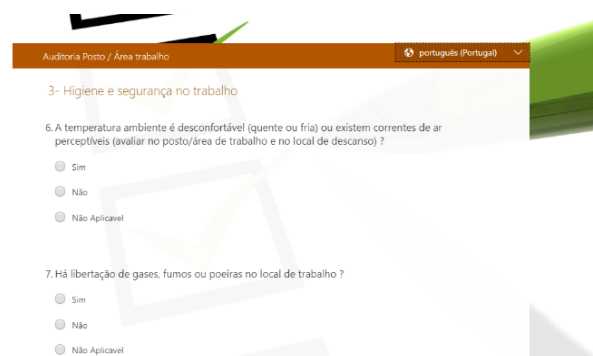 Auditoria Posto / Área trabalho
português (Portugal)
3- Higiene e segurança no trabalho
6. A temperatura ambiente é desconfortável (quente ou fria) ou existem correntes de ar
perceptíveis (avaliar no posto/área de trabalho e no local de descanso) ?
Sim
Não
Não Aplicavel
7. Há libertação de gases, fumos ou poeiras no local de trabalho ?
Sim
Não
Não Aplicavel